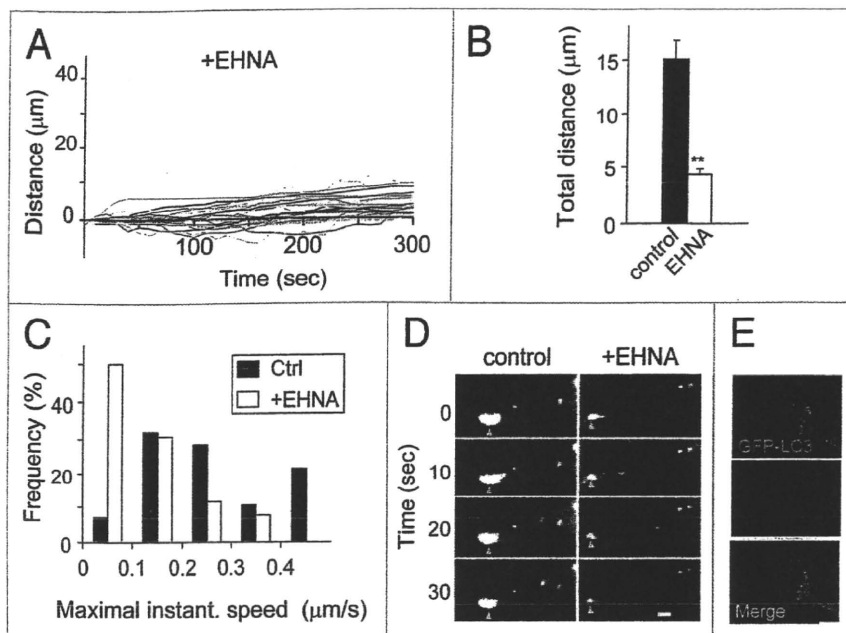 A
+EHNA
Distance (μm)
40
20
0
100
200
300
Time (sec)
B
Total distance (μm)
15
10
5
0
**
control
EHNA
C
Frequency (%)
40
20
0
Ctrl
+EHNA
0
0.1
0.2
0.3
0.4
Maximal instant. speed (μm/s)
D
control
+EHNA
Time (sec)
0
10
20
30
E
GFP-LC3
Merge